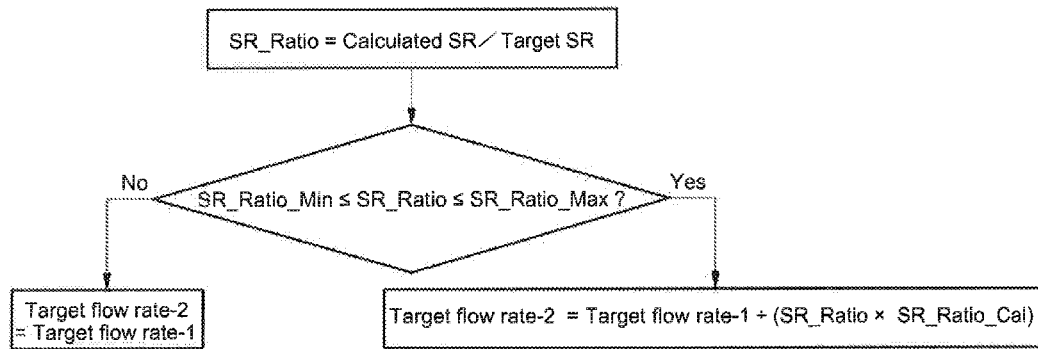 SR_Ratio = Calculated SR／ Target SR
No
SR_Ratio_Min ≤ SR_Ratio ≤ SR_Ratio_Max ?
Yes
Target flow rate-2
= Target flow rate-1
Target flow rate-2 = Target flow rate-1 ÷ (SR_Ratio × SR_Ratio_Cal)